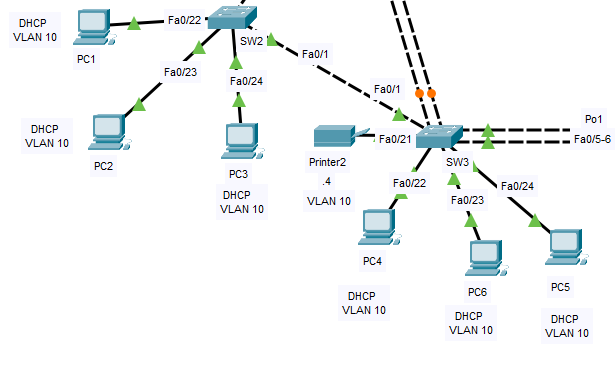 DHCP
VLAN 10
PC1
Fa0/22
SW2
Fa0/1
Fa0/23
Fa0/24
DHCP
VLAN 10
PC2
PC3
DHCP
VLAN 10
Fa0/1
Po1
Fa0/5-6
Fa0/21
Printer2
.4
VLAN 10
SW3
Fa0/22
Fa0/23
Fa0/24
PC4
DHCP
VLAN 10
PC6
DHCP
VLAN 10
PC5
DHCP
VLAN 10